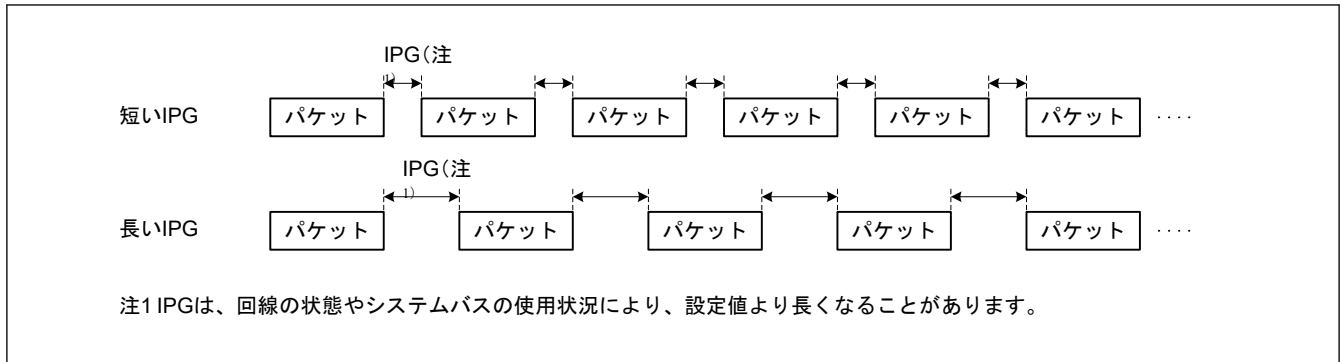 IPG(注
1)
短いIPG パケット パケット パケット パケット パケット パケット ....
IPG(注
1)
長いIPG パケット パケット パケット パケット パケット ....
注1 IPGは、回線の状態やシステムバスの使用状況により、設定値より長くなることがあります。